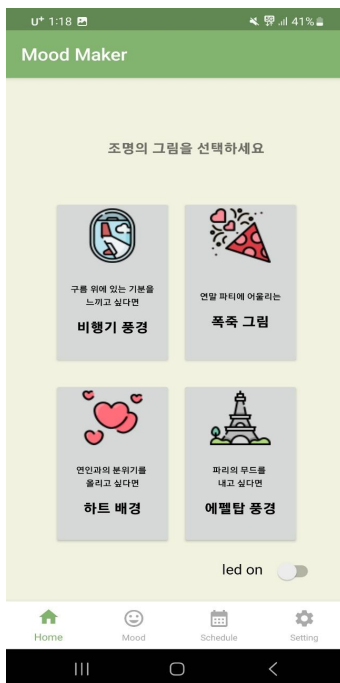 U+ 1:18 41%
Mood Maker
조명의 그림을 선택하세요
구름 위에 있는 기분을
느끼고 싶다면
비행기 풍경
연말 파티에 어울리는
폭죽 그림
연인과의 분위기를
올리고 싶다면
하트 배경
파리의 무드를
내고 싶다면
에펠탑 풍경
led on
Home Mood Schedule Setting